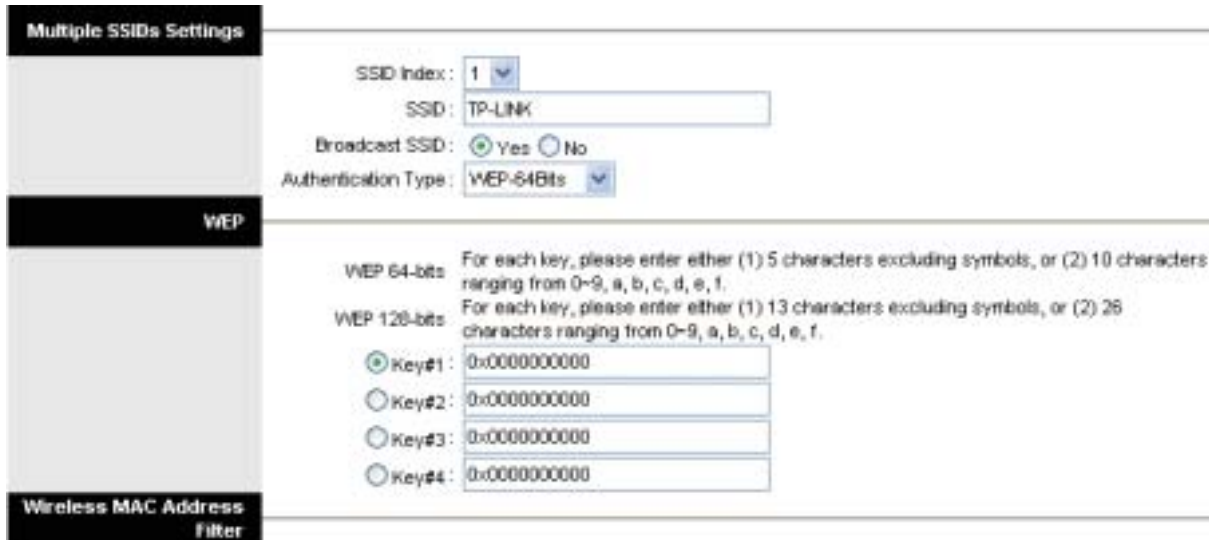 Multiple SSIDs Settings
SSID Index : 1
SSID : TP-LINK
Broadcast SSID : Yes No
Authentication Type : WEP-64Bits
WEP
WEP 64-bits For each key, please enter either (1) 5 characters excluding symbols, or (2) 10 characters
ranging from 0~9, a, b, c, d, e, f.
WEP 128-bits For each key, please enter either (1) 13 characters excluding symbols, or (2) 26
characters ranging from 0~9, a, b, c, d, e, f.
Key#1 : 0x0000000000
Key#2 : 0x0000000000
Key#3 : 0x0000000000
Key#4 : 0x0000000000
Wireless MAC Address
Filter